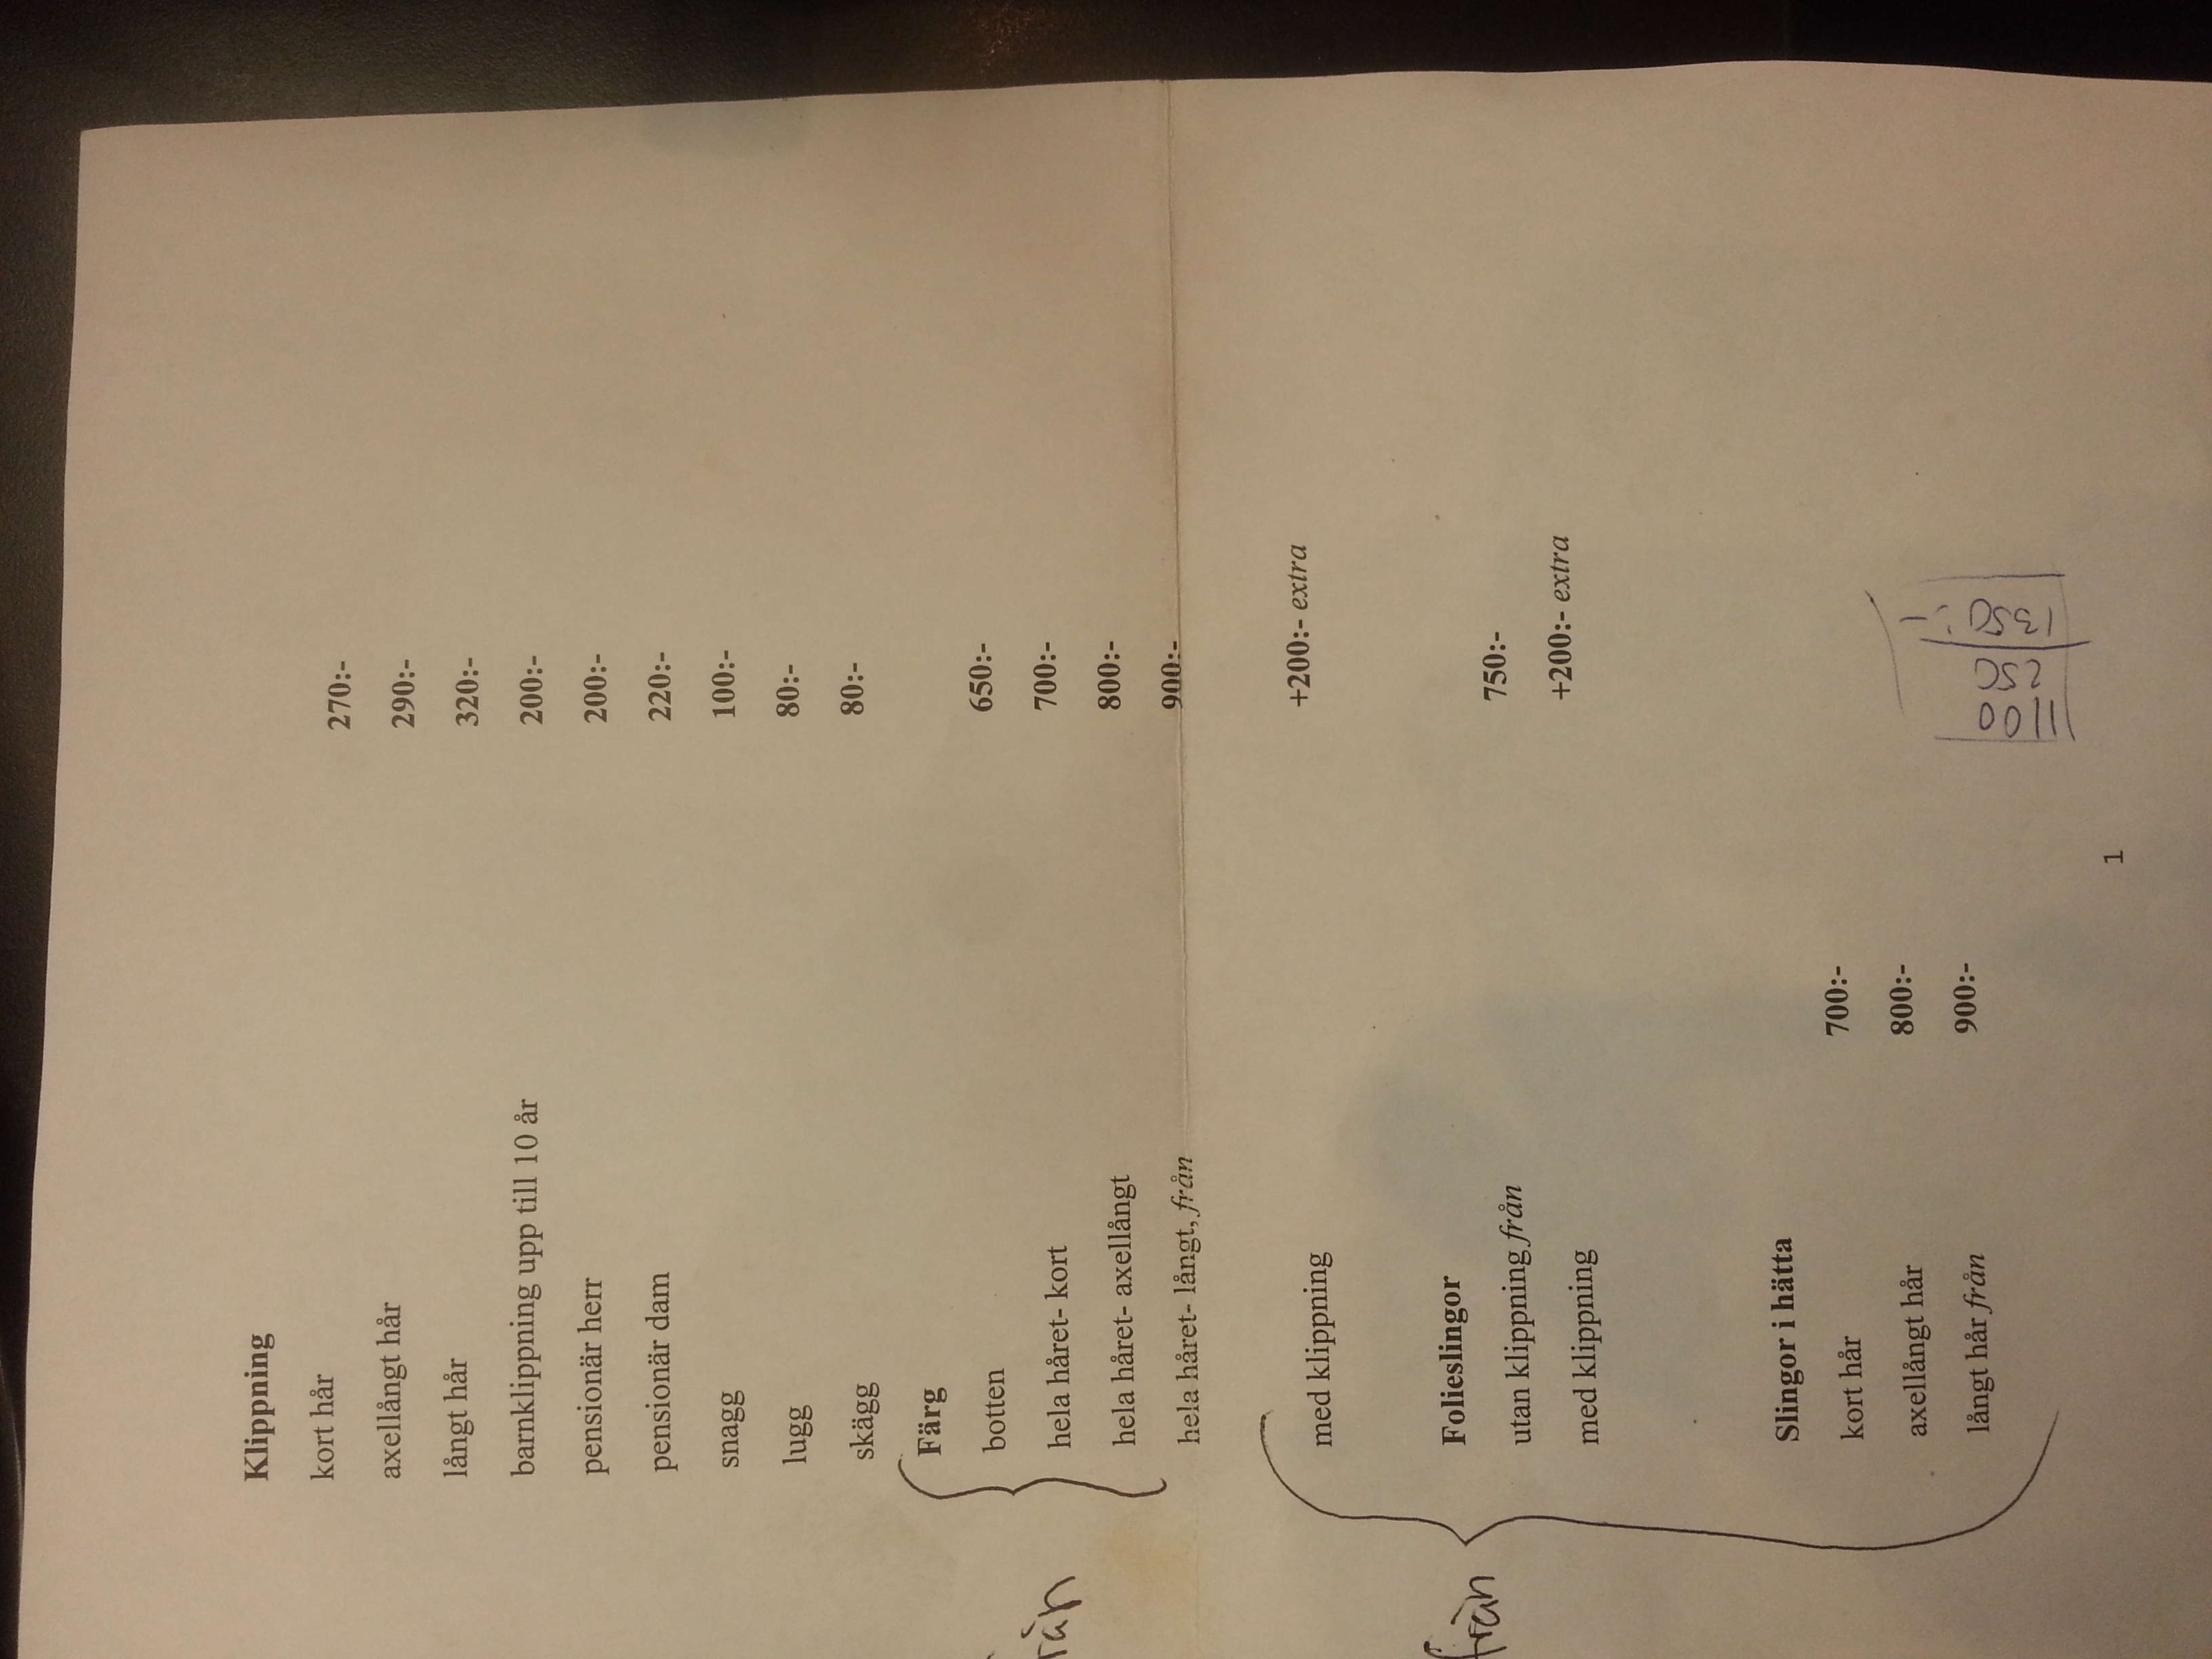 Klippning
kort hår 270:-
axellångt hår 290:-
långt hår 320:-
barnklippning upp till 10 år 200:-
pensionär herr 200:-
pensionär dam 220:-
snagg 100:-
lugg 80:-
skägg 80:-
Färg
botten 650:-
från
hela håret- kort 700:-
hela håret- axellångt 800:-
hela håret- långt, från 900:-
med klippning +200:- extra
Folieslingor
från
utan klippning från 750:-
med klippning +200:- extra
Slingor i hätta
kort hår 700:-
axellångt hår 800:-
långt hår från 900:-
1100
250
1350:-
1